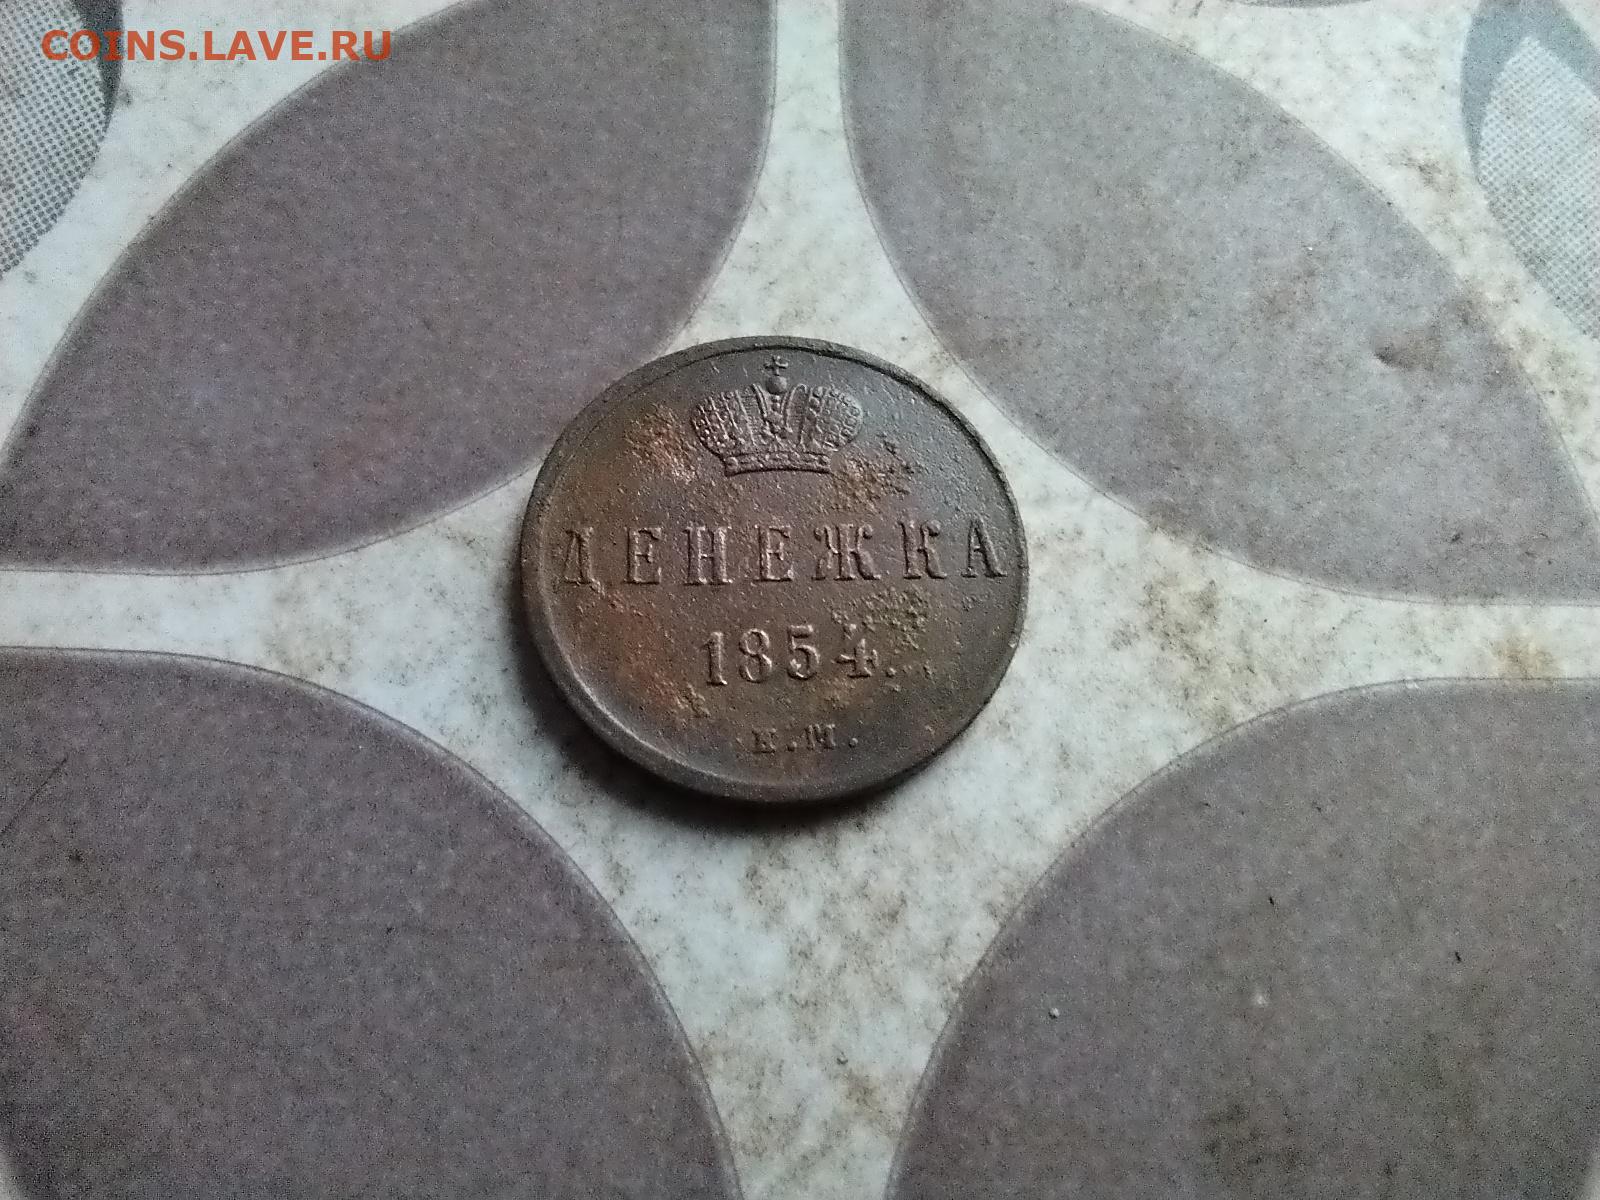 COINS.LAVE.RU
ДЕНЕЖКА
1854.
Е.М.